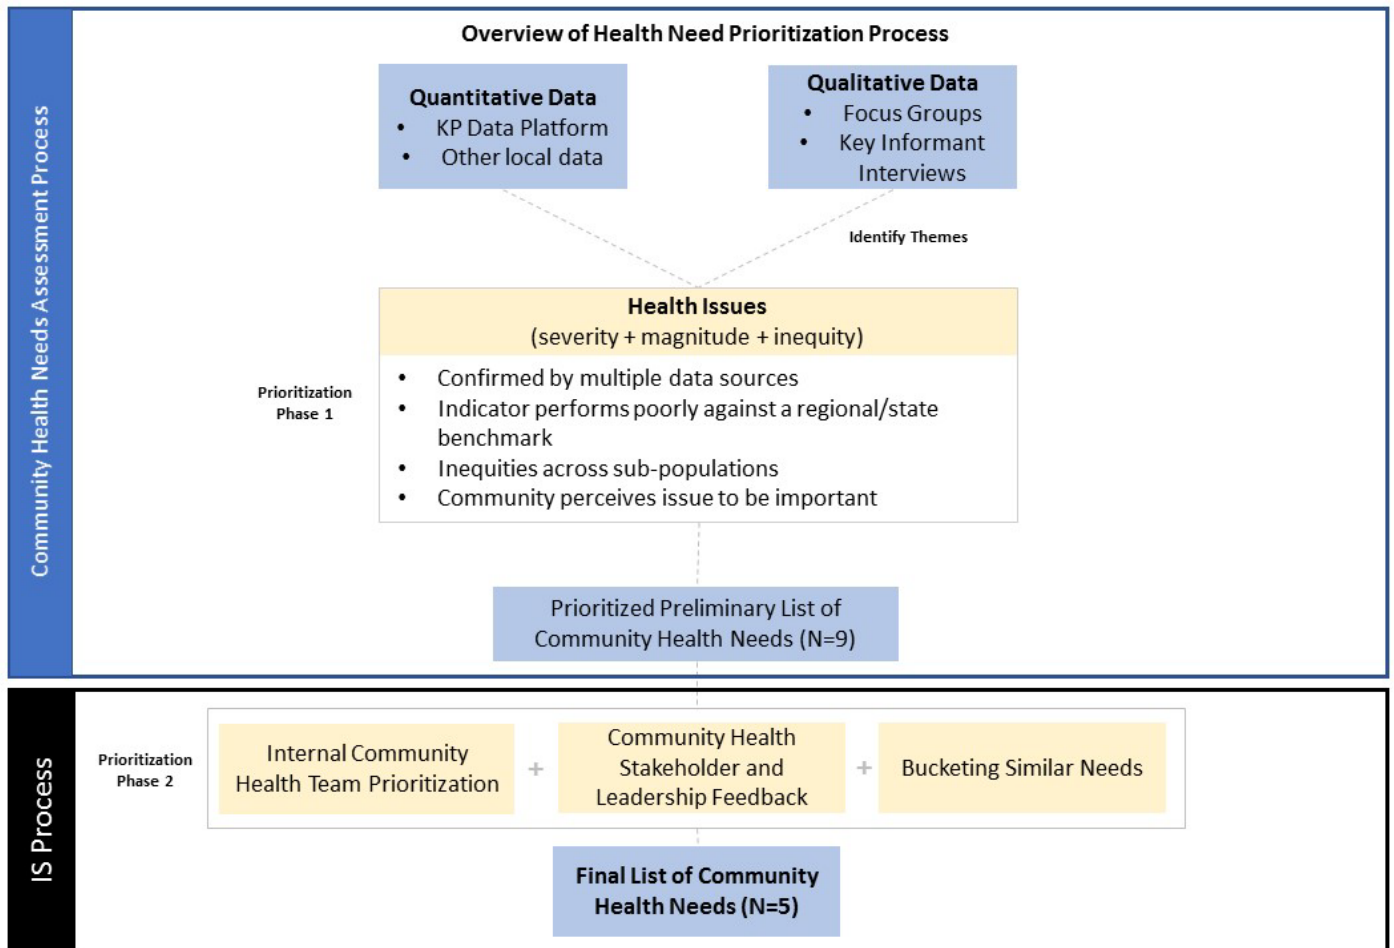 Overview of Health Need Prioritization Process
Community Health Needs Assessment Process
Quantitative Data
• KP Data Platform
• Other local data
Qualitative Data
• Focus Groups
• Key Informant
Interviews
Identify Themes
Health Issues
(severity + magnitude + inequity)
Prioritization
Phase 1
• Confirmed by multiple data sources
• Indicator performs poorly against a regional/state
benchmark
• Inequities across sub-populations
• Community perceives issue to be important
Prioritized Preliminary List of
Community Health Needs (N=9)
IS Process
Prioritization
Phase 2
Internal Community
Health Team Prioritization
+
Community Health
Stakeholder and
Leadership Feedback
+
Bucketing Similar Needs
Final List of Community
Health Needs (N=5)